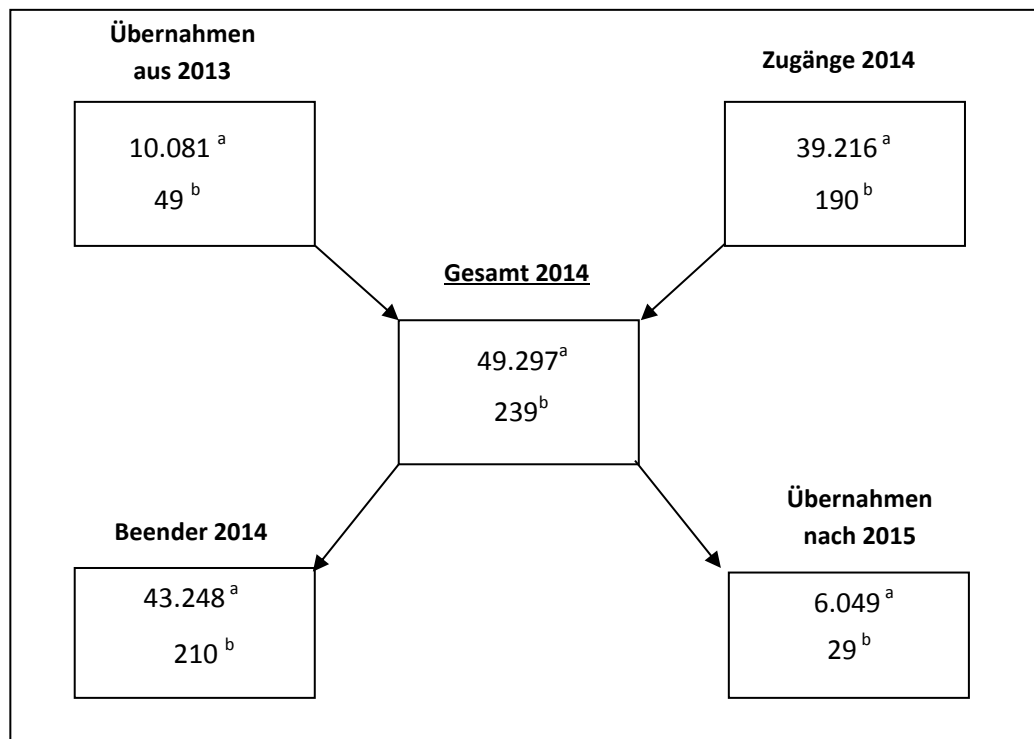 Übernahmen
aus 2013
10.081 a
49 b
Zugänge 2014
39.216 a
190 b
Gesamt 2014
49.297a
239b
Beender 2014
43.248 a
210 b
Übernahmen
nach 2015
6.049 a
29 b